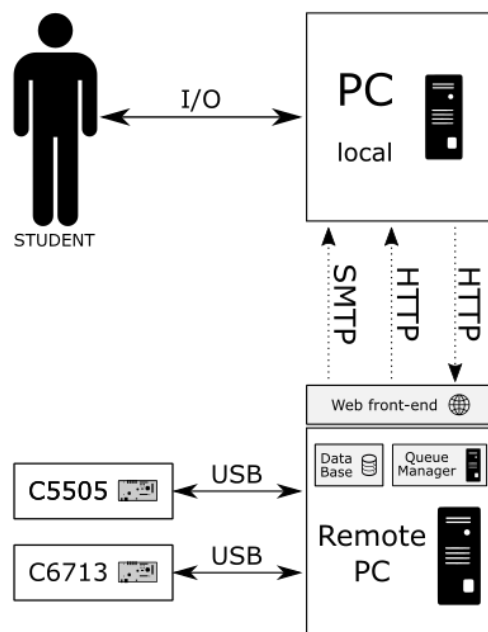 PC
local
I/O
STUDENT
SMTP
HTTP
HTTP
Web front-end
Data
Base
Queue
Manager
C5505
USB
Remote
PC
C6713
USB